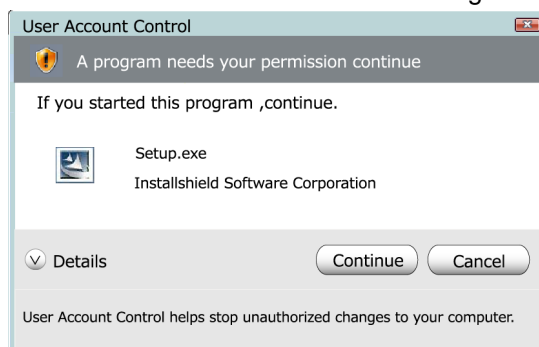 User Account Control
A program needs your permission continue
If you started this program ,continue.
Setup.exe
Installshield Software Corporation
Details
Continue
Cancel
User Account Control helps stop unauthorized changes to your computer.